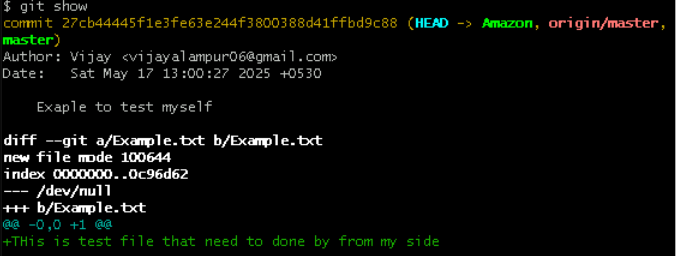 $ git show
commit 27cb44445f1e3fe63e244f3800388d41ffbd9c88 (HEAD -> Amazon, origin/master,
master)
Author: Vijay <vijayalampur06@gmail.com>
Date:   Sat May 17 13:00:27 2025 +0530
    Exaple to test myself
diff --git a/Example.txt b/Example.txt
new file mode 100644
index 0000000..0c96d62
--- /dev/null
+++ b/Example.txt
@@ -0,0 +1 @@
+THis is test file that need to done by from my side